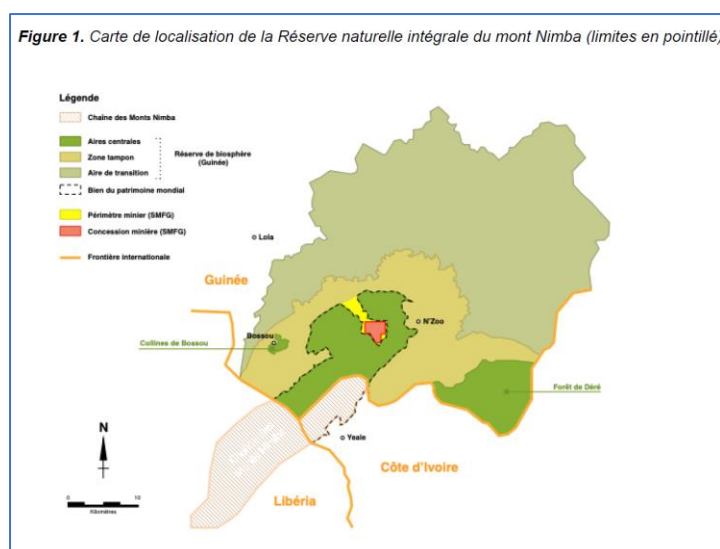 Figure 1. Carte de localisation de la Réserve naturelle intégrale du mont Nimba (limites en pointillé)
Légende
Chaîne des Monts Nimba
Aires centrales
Zone tampon
Aire de transition
Réserve de biosphère
(Guinée)
Bien du patrimoine mondial
Périmètre minier (SMFG)
Concession minière (SMFG)
Frontière internationale
Lola
Guinée
N'Zoo
Bossou
Collines de Bossou
Forêt de Déré
Yeale
Côte d'Ivoire
Libéria
N
0
10
Kilomètres